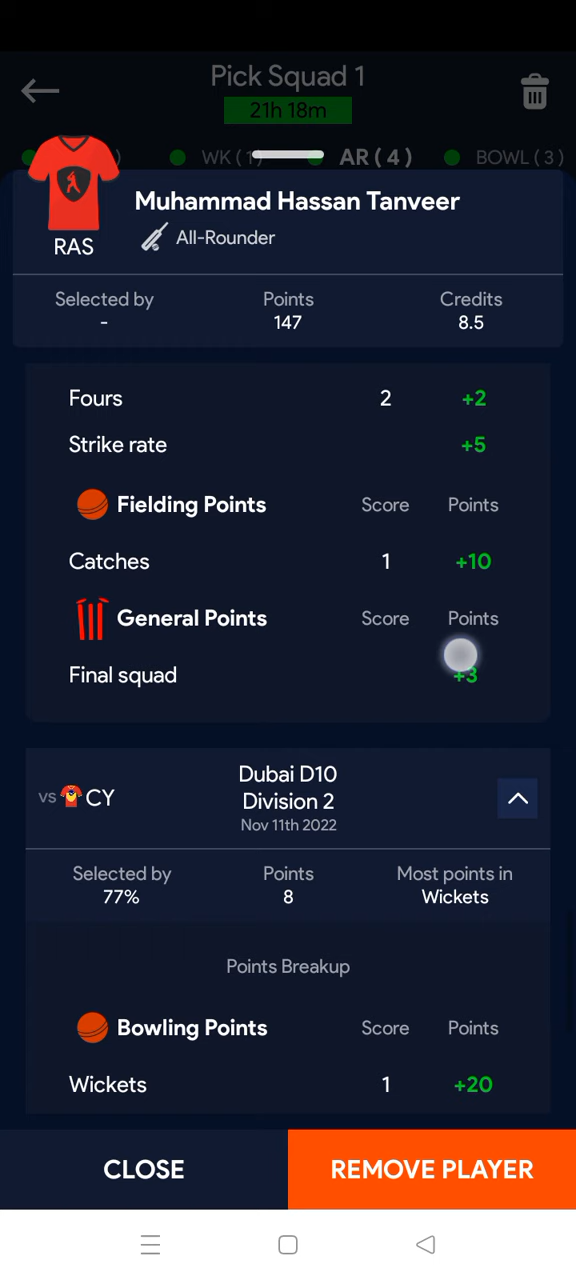 Pick Squad 1
21h 18m
WK ( 1 AR ( 4 ) BOWL ( 3 )
Muhammad Hassan Tanveer
RAS All-Rounder
Selected by Points Credits
- 147 8.5
Fours 2 +2
Strike rate +5
Fielding Points Score Points
Catches 1 +10
General Points Score Points
Final squad +3
Dubai D10
vs CY Division 2
Nov 11th 2022
Selected by Points Most points in
77% 8 Wickets
Points Breakup
Bowling Points Score Points
Wickets 1 +20
CLOSE REMOVE PLAYER